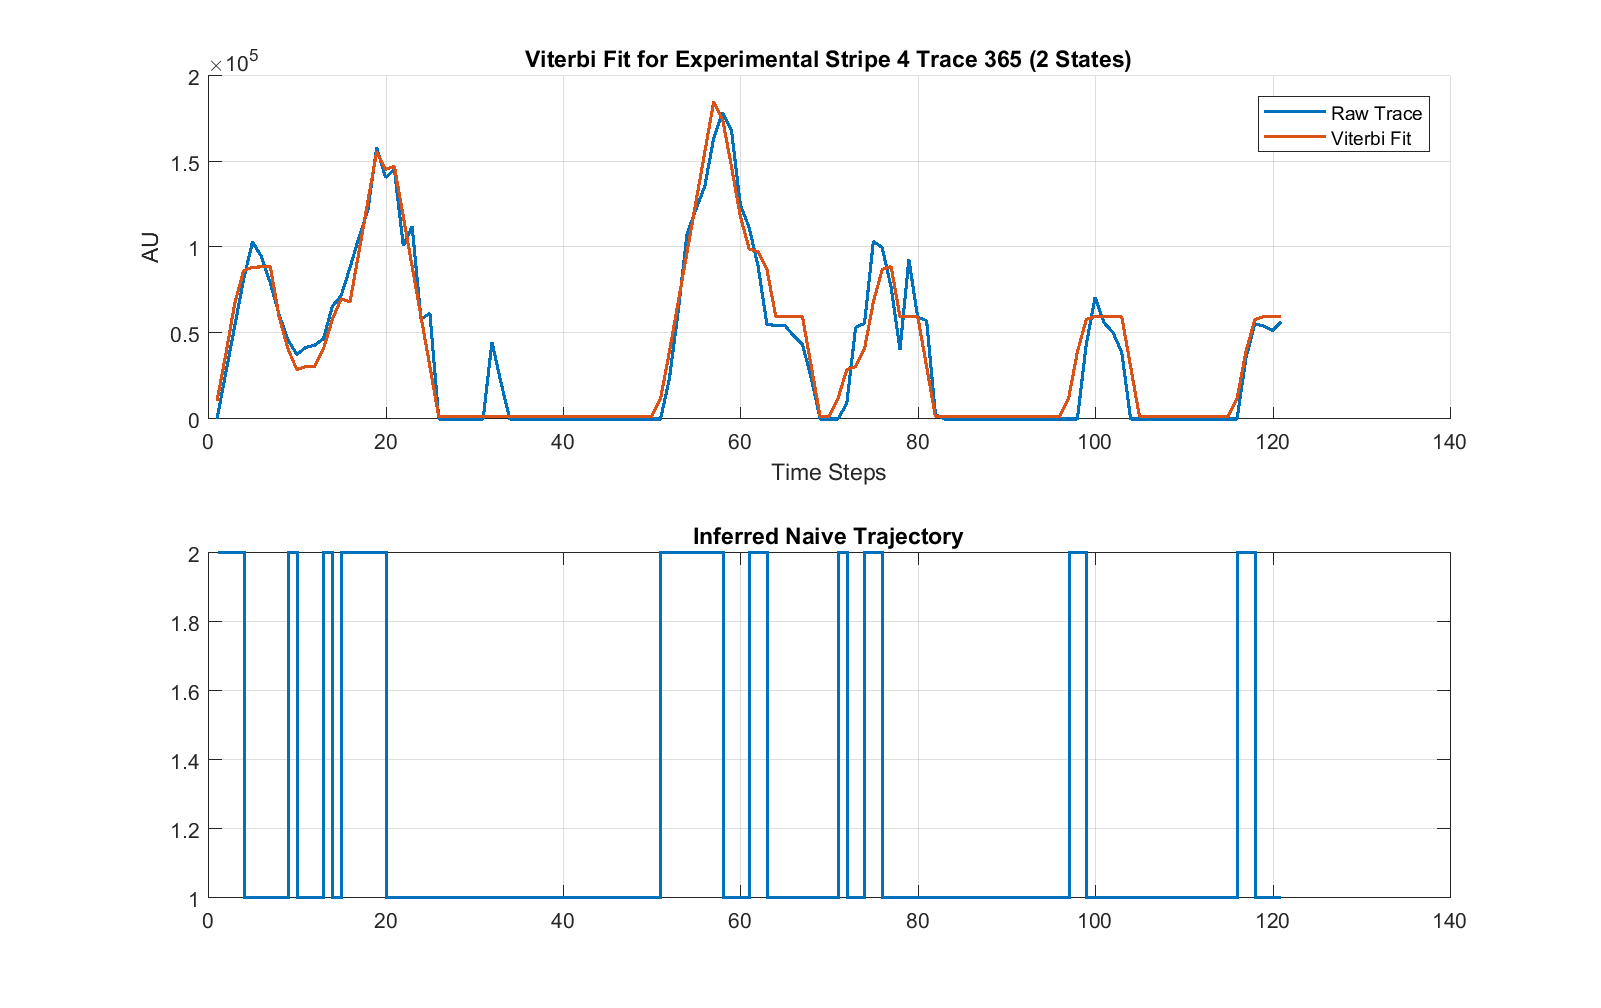 Viterbi Fit for Experimental Stripe 4 Trace 365 (2 States)
×10^5
2
1.5
1
0.5
0
AU
Raw Trace
Viterbi Fit
0 20 40 60 80 100 120 140
Time Steps
Inferred Naive Trajectory
2
1.8
1.6
1.4
1.2
1
0 20 40 60 80 100 120 140